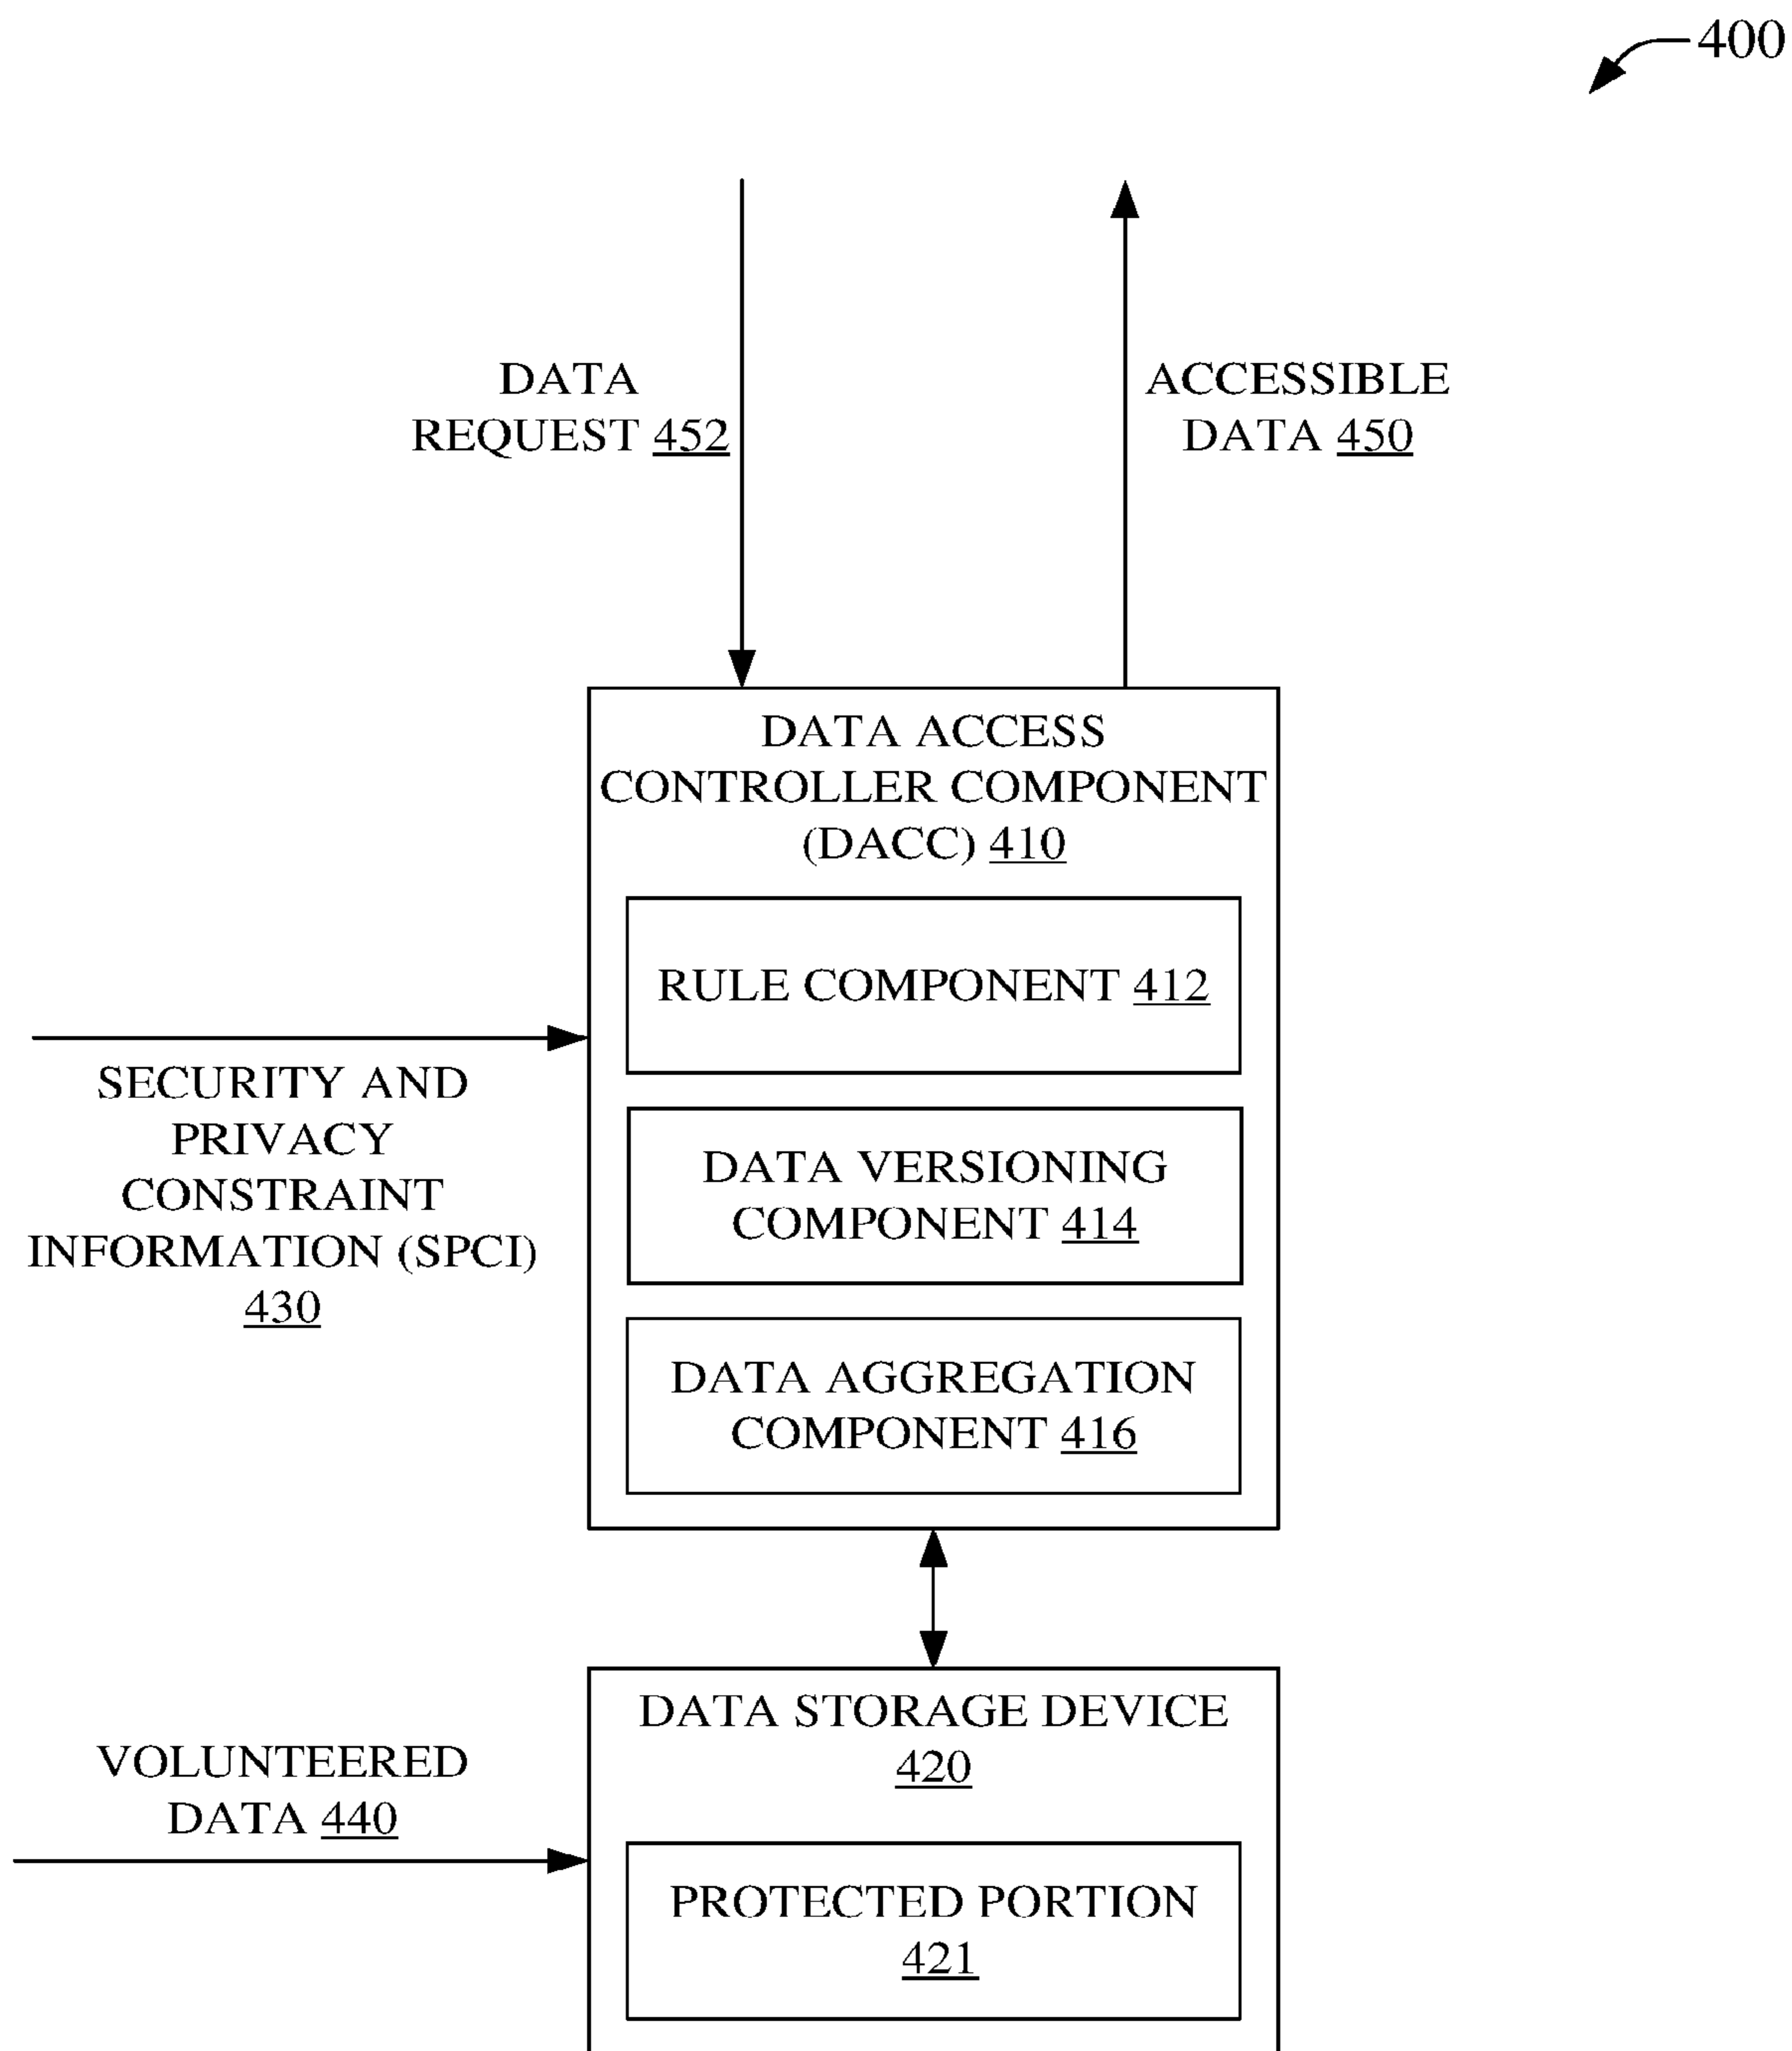 400
DATA
REQUEST 452
ACCESSIBLE
DATA 450
DATA ACCESS
CONTROLLER COMPONENT
(DACC) 410
RULE COMPONENT 412
SECURITY AND
PRIVACY
CONSTRAINT
INFORMATION (SPCI)
430
DATA VERSIONING
COMPONENT 414
DATA AGGREGATION
COMPONENT 416
DATA STORAGE DEVICE
420
VOLUNTEERED
DATA 440
PROTECTED PORTION
421